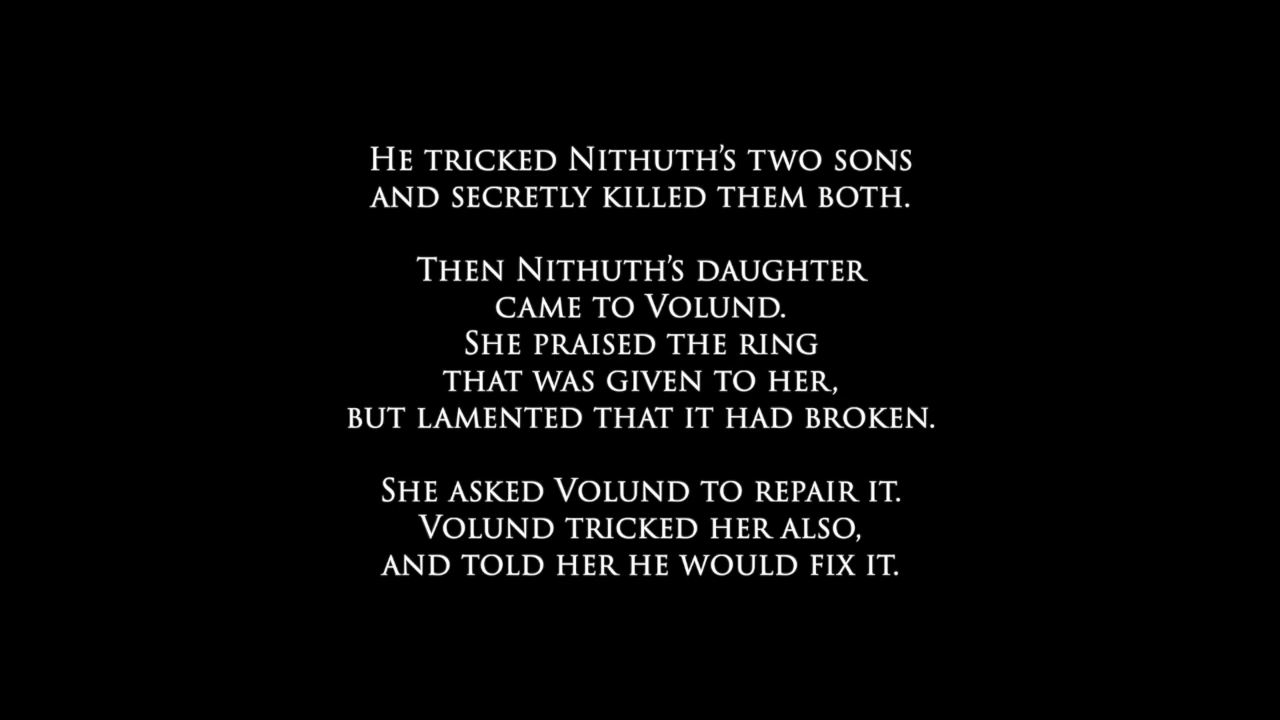 He tricked Nithuth's two sons
and secretly killed them both.
Then Nithuth's daughter
came to Volund.
She praised the ring
that was given to her,
but lamented that it had broken.
She asked Volund to repair it.
Volund tricked her also,
and told her he would fix it.